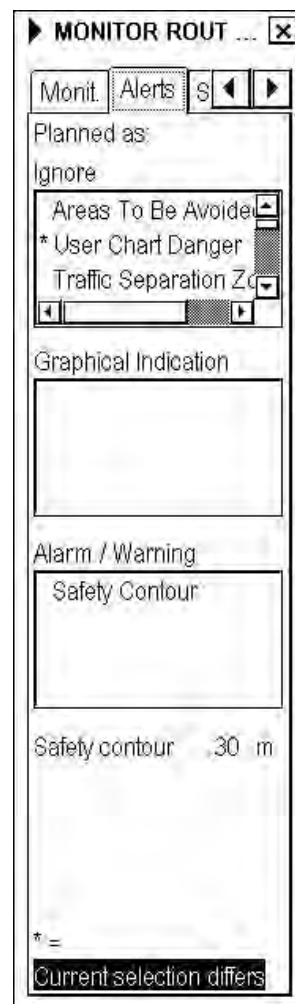 MONITOR ROUT ...
Monit. Alerts S
Planned as:
Ignore
Areas To Be Avoided
* User Chart Danger
Traffic Separation Zo
Graphical Indication
Alarm / Warning
Safety Contour
Safety contour 30 m
* =
Current selection differs